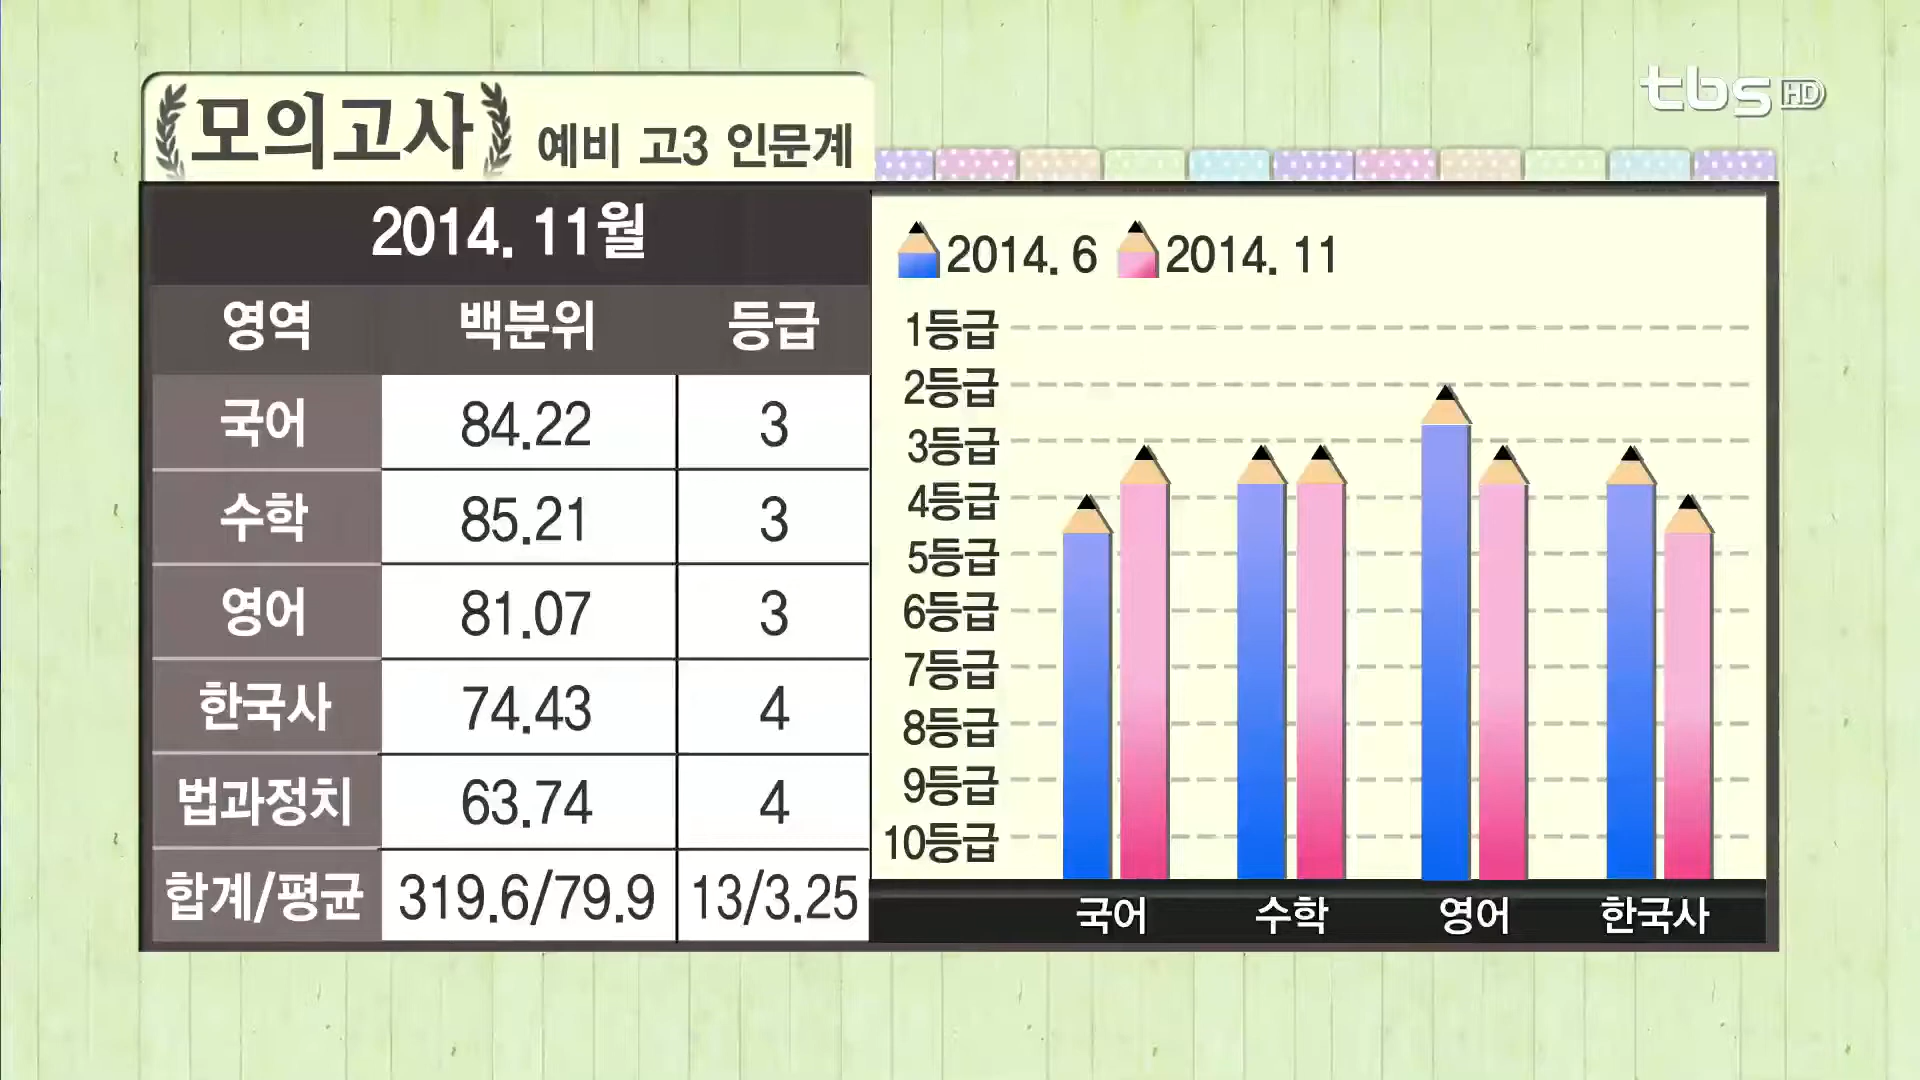 tbs HD
모의고사 예비 고3 인문계
2014. 11월
영역 백분위 등급
국어 84.22 3
수학 85.21 3
영어 81.07 3
한국사 74.43 4
법과정치 63.74 4
합계/평균 319.6/79.9 13/3.25
2014. 6 2014. 11
1등급
2등급
3등급
4등급
5등급
6등급
7등급
8등급
9등급
10등급
국어 수학 영어 한국사